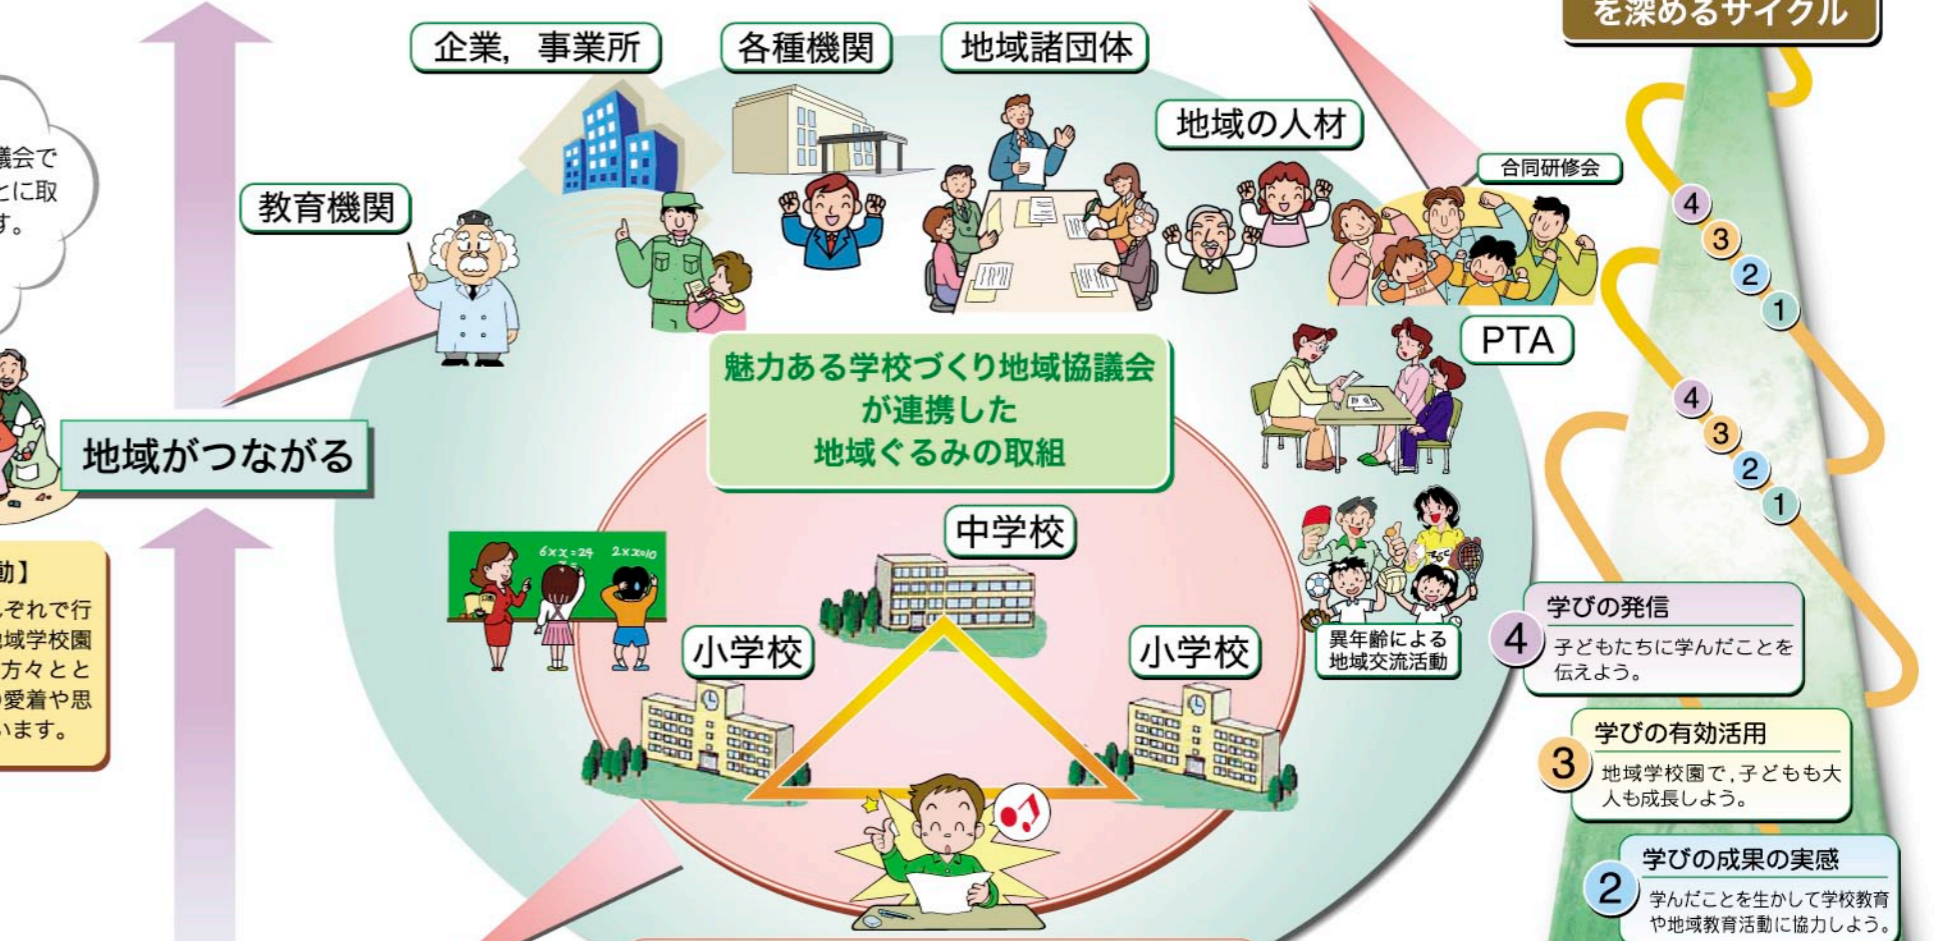 を深めるサイクル
企業，事業所
各種機関
地域諸団体
地域の人材
合同研修会
議会で
とに取
す。
教育機関
PTA
魅力ある学校づくり地域協議会
が連携した
地域ぐるみの取組
地域がつながる
中学校
6×x=24 2×x=10
小学校
小学校
異年齢による
地域交流活動
動】
れぞれで行
地域学校園
方々とと
の愛着や思
います。
4
3
2
1
4
3
2
1
4
学びの発信
子どもたちに学んだことを
伝えよう。
3
学びの有効活用
地域学校園で，子どもも大
人も成長しよう。
2
学びの成果の実感
学んだことを生かして学校教育
や地域教育活動に協力しよう。